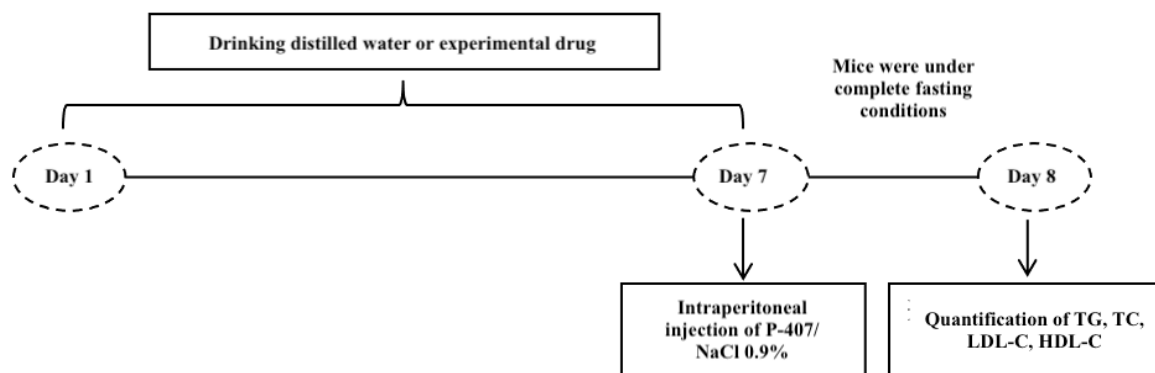 Drinking distilled water or experimental drug
Mice were under
complete fasting
conditions
Day 1
Day 7
Day 8
Intraperitoneal
injection of P-407/
NaCl 0.9%
Quantification of TG, TC,
LDL-C, HDL-C